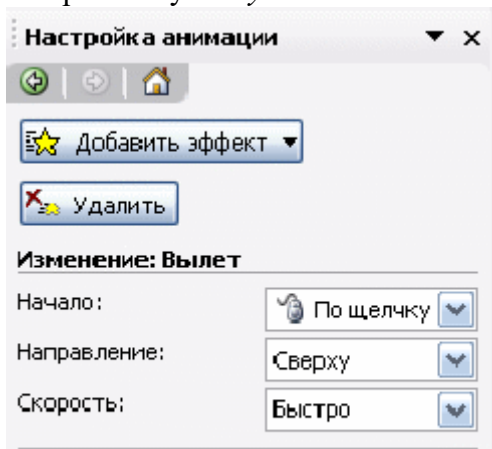 Настройка анимации
Добавить эффект
Удалить
Изменение: Вылет
Начало: По щелчку
Направление: Сверху
Скорость: Быстро